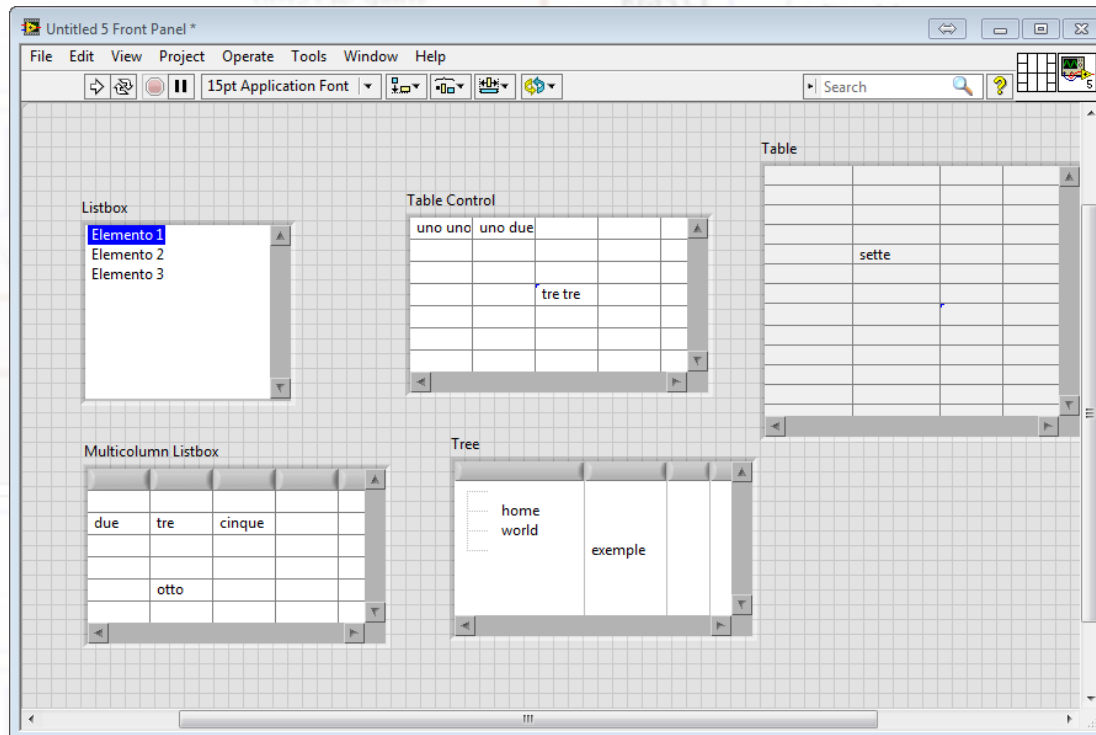 Untitled 5 Front Panel *
File Edit View Project Operate Tools Window Help
15pt Application Font
Search
?
5
Table
Listbox
Table Control
Elemento 1
Elemento 2
Elemento 3
uno uno uno due
tre tre
sette
Multicolumn Listbox
Tree
due tre cinque
otto
home
world
exemple